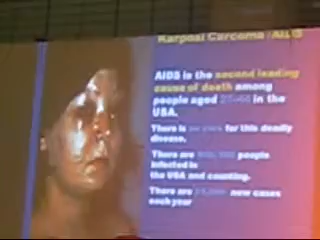 Karposi Carcoma /AIDS
AIDS is the second leading
cause of death among
people aged 25-44 in the
USA.
There is no cure for this deadly
disease.
There are people
infected in
the USA and counting.
There are new cases
each year